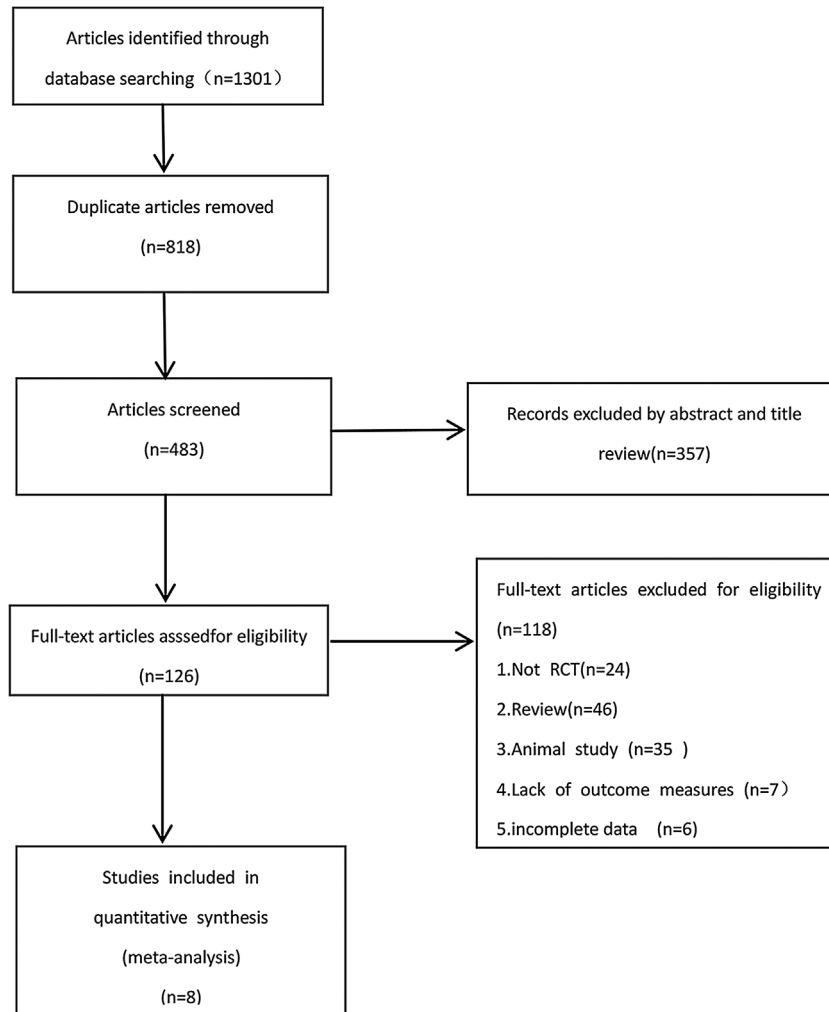 Articles identified through
database searching（n=1301）
Duplicate articles removed
(n=818)
Articles screened
(n=483)
Records excluded by abstract and title
review(n=357)
Full-text articles asssedfor eligibility
(n=126)
Full-text articles excluded for eligibility
(n=118)
1.Not RCT(n=24)
2.Review(n=46)
3.Animal study (n=35 )
4.Lack of outcome measures (n=7）
5.incomplete data (n=6)
Studies included in
quantitative synthesis
(meta-analysis)
(n=8)